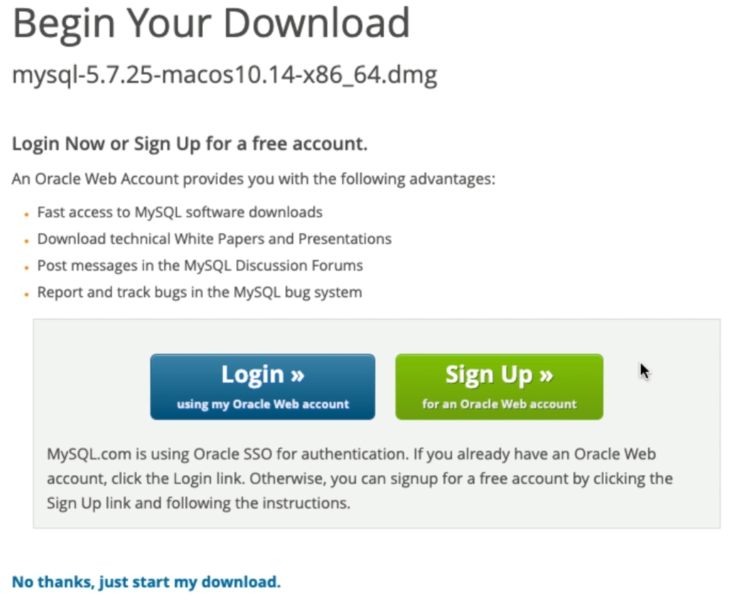 Begin Your Download
mysql-5.7.25-macos10.14-x86_64.dmg
Login Now or Sign Up for a free account.
An Oracle Web Account provides you with the following advantages:
• Fast access to MySQL software downloads
• Download technical White Papers and Presentations
• Post messages in the MySQL Discussion Forums
• Report and track bugs in the MySQL bug system
Login »
using my Oracle Web account
Sign Up »
for an Oracle Web account
MySQL.com is using Oracle SSO for authentication. If you already have an Oracle Web
account, click the Login link. Otherwise, you can signup for a free account by clicking the
Sign Up link and following the instructions.
No thanks, just start my download.